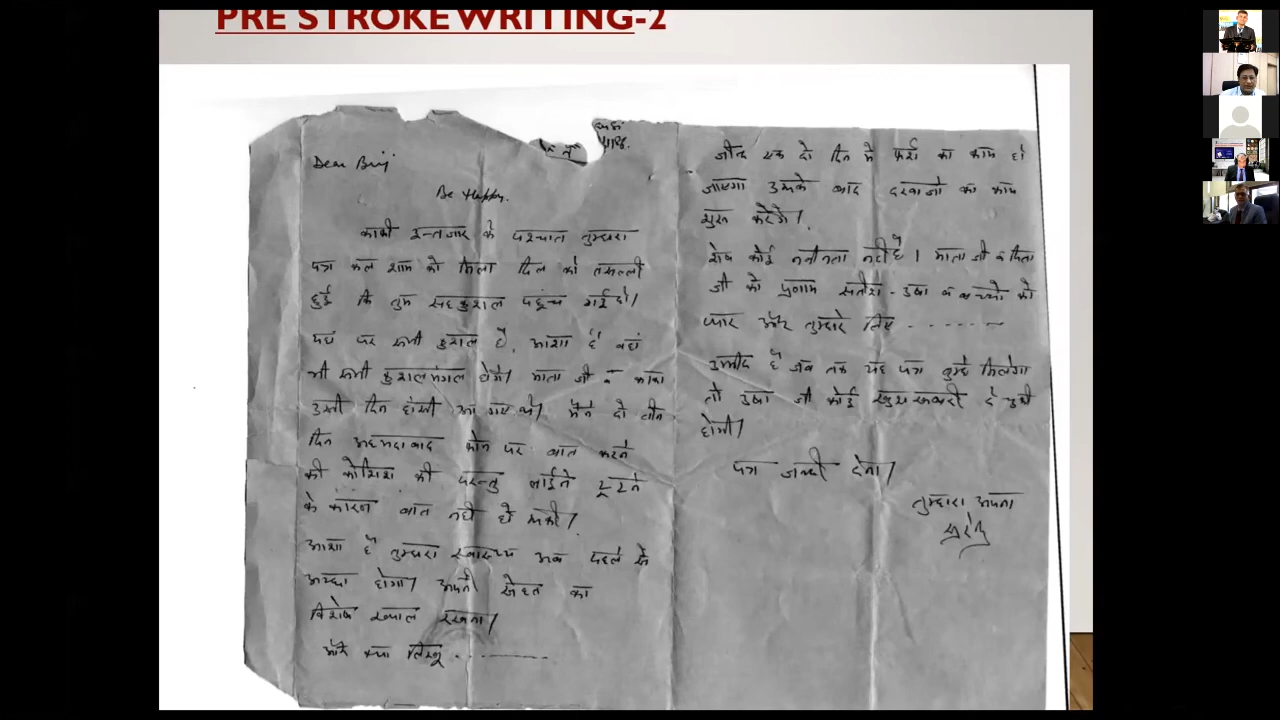 PRE STROKE WRITING-2
Dear Brij
Be Happy.
काफी इन्तजार के पश्चात तुम्हारा
पत्र कल शाम को मिला दिल को तसल्ली
हुई कि तुम सहकुशल पहुंच गई हो।
यहां पर सभी कुशल है, आशा है वहां
भी सभी कुशलमंगल होंगे। माता जी व काका
उसी दिन हांसी आ गए थे। मैंने दो तीन
दिन अहमदाबाद फोन पर बात करने
की कोशिश की परन्तु लाईने टूटने
के कारण बात नही हो सकी।
आशा है तुम्हारा स्वास्थ्य अब पहले से
अच्छा होगा। अपनी सेहत का
विशेष ख्याल रखना।
और क्या लिखू ............
एक दो दिन मे फर्श का काम हो
जाएगा उसके बाद दरवाजो का काम
शुरु करेगे।
शेष कोई नवीनता नही है। माता जी व पिता
जी को प्रणाम सतीश - उषा व बच्चो को
प्यार और तुम्हारे लिए - - - - - - -
उम्मीद है जब तक यह पत्र तुम्हे मिलेगा
तो उषा जी कोई खुशखबरी दे चुकी
होगी।
पत्र जल्दी देना।
तुम्हारा अपना